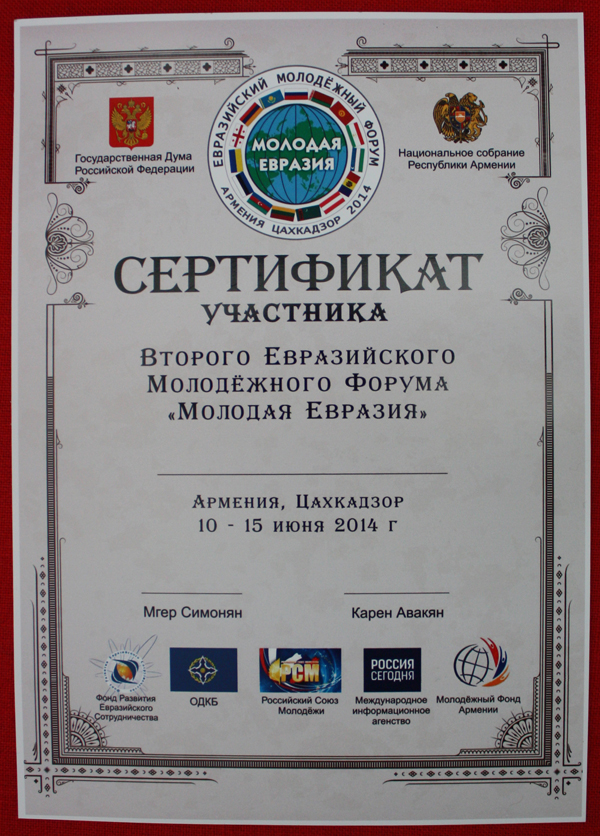 ЕВРАЗИЙСКИЙ МОЛОДЁЖНЫЙ ФОРУМ
МОЛОДАЯ
ЕВРАЗИЯ
АРМЕНИЯ ЦАХКАДЗОР 2014
Государственная Дума
Российской Федерации
Национальное собрание
Республики Армении
СЕРТИФИКАТ
УЧАСТНИКА
Второго Евразийского
Молодёжного Форума
«Молодая Евразия»
Армения, Цахкадзор
10 - 15 июня 2014 г
Мгер Симонян
Карен Авакян
РСМ
РОССИЯ
СЕГОДНЯ
Фонд Развития
Евразийского
Сотрудничества
ОДКБ
Российский Союз
Молодёжи
Международное
информационное
агенство
Молодёжный Фонд
Армении